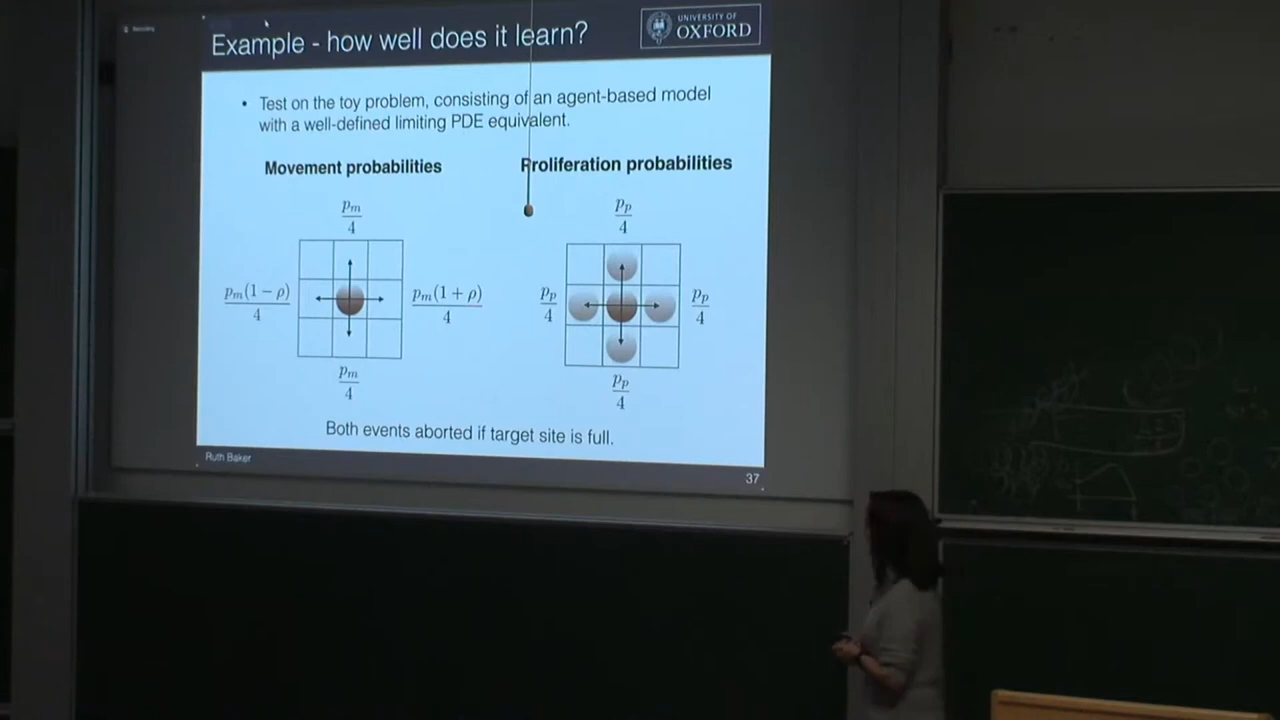 Example - how well does it learn?
UNIVERSITY OF
OXFORD
• Test on the toy problem, consisting of an agent-based model
with a well-defined limiting PDE equivalent.
Movement probabilities
Proliferation probabilities
p_m/4
p_p/4
p_m(1 − ρ)/4
p_m(1 + ρ)/4
p_p/4
p_p/4
p_m/4
p_p/4
Both events aborted if target site is full.
Ruth Baker
37